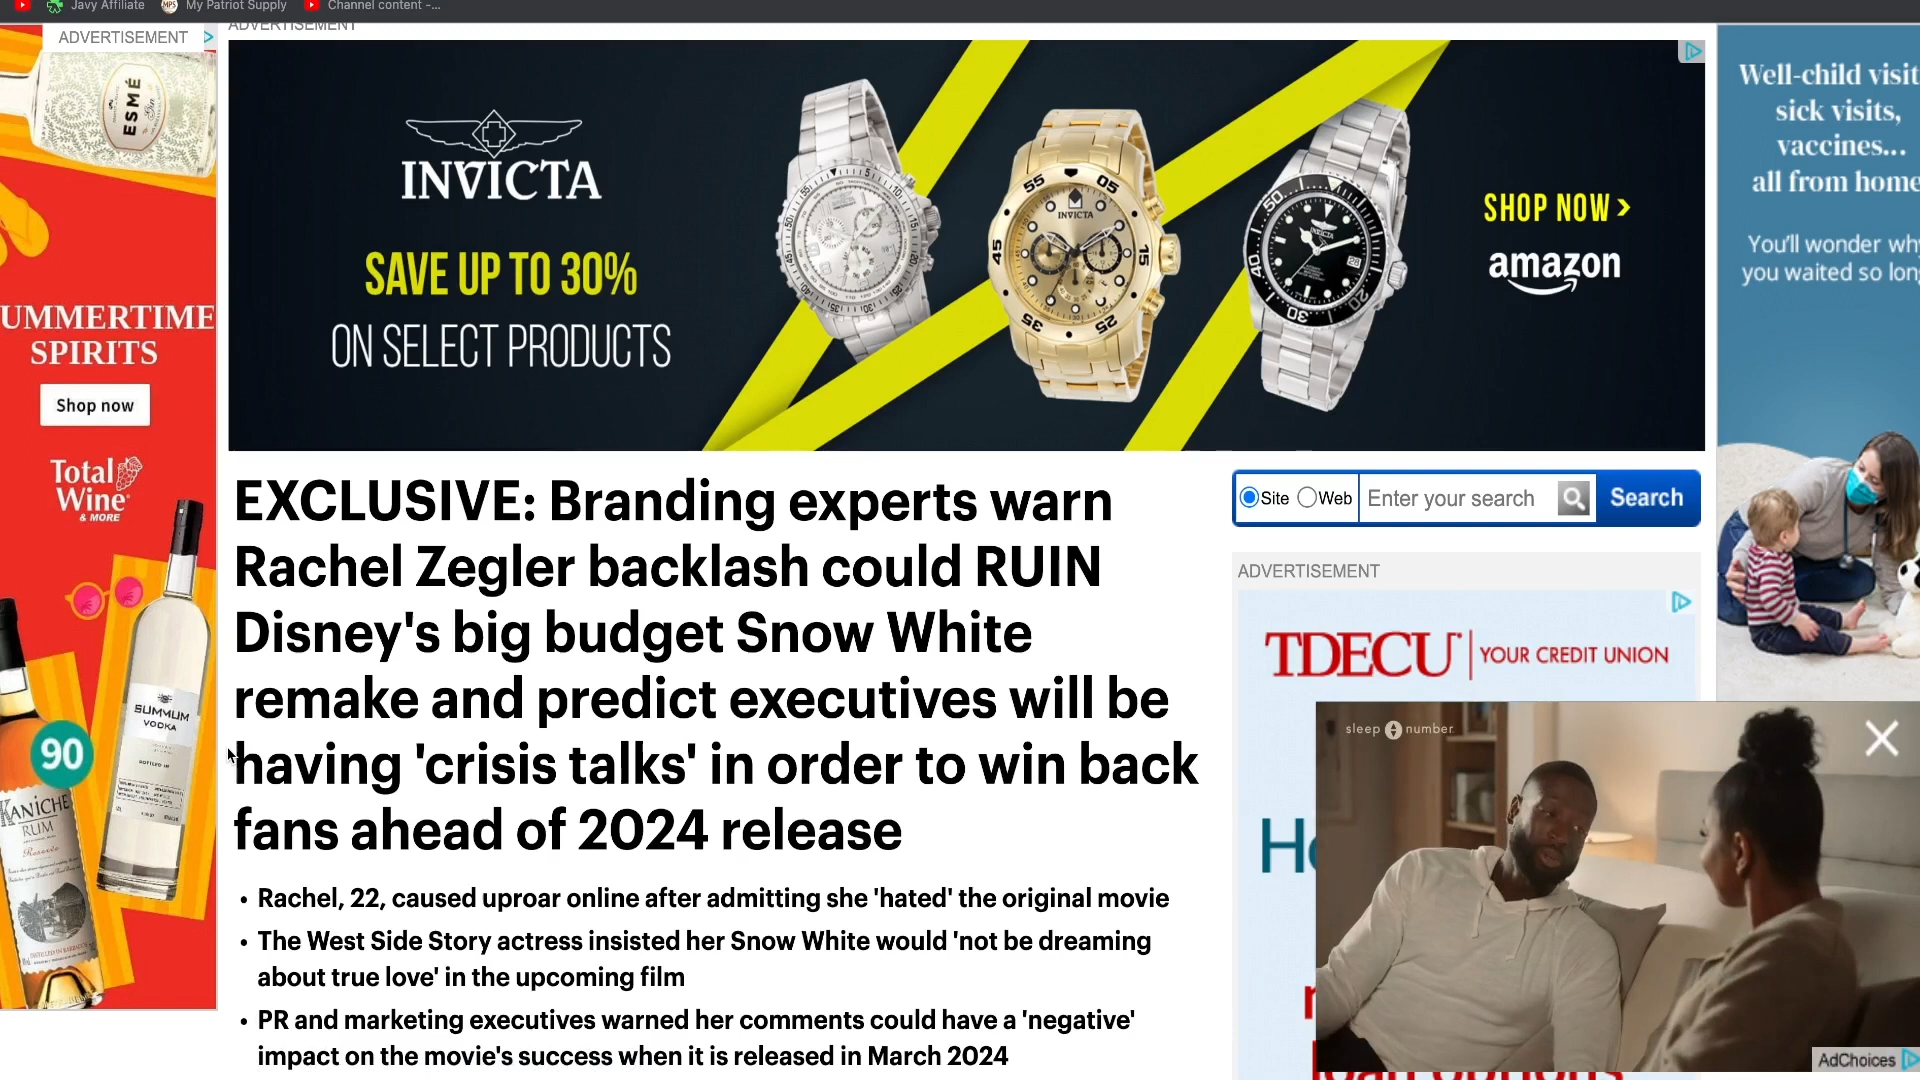 Javy Affiliate
My Patriot Supply
Channel content -...
ADVERTISEMENT
ADVERTISEMENT
ESMÉ
Gin
UMMERTIME
SPIRITS
Shop now
Total
Wine
& MORE
SUMMUM
VODKA
90
KANICHE
RUM
Reserve
INVICTA
SAVE UP TO 30%
ON SELECT PRODUCTS
INVICTA
SHOP NOW >
amazon
Well-child visit
sick visits,
vaccines...
all from home
You'll wonder why
you waited so long
EXCLUSIVE: Branding experts warn
Rachel Zegler backlash could RUIN
Disney's big budget Snow White
remake and predict executives will be
having 'crisis talks' in order to win back
fans ahead of 2024 release
• Rachel, 22, caused uproar online after admitting she 'hated' the original movie
• The West Side Story actress insisted her Snow White would 'not be dreaming
about true love' in the upcoming film
• PR and marketing executives warned her comments could have a 'negative'
impact on the movie's success when it is released in March 2024
Site Web Enter your search Search
ADVERTISEMENT
TDECU | YOUR CREDIT UNION
sleep number
AdChoices